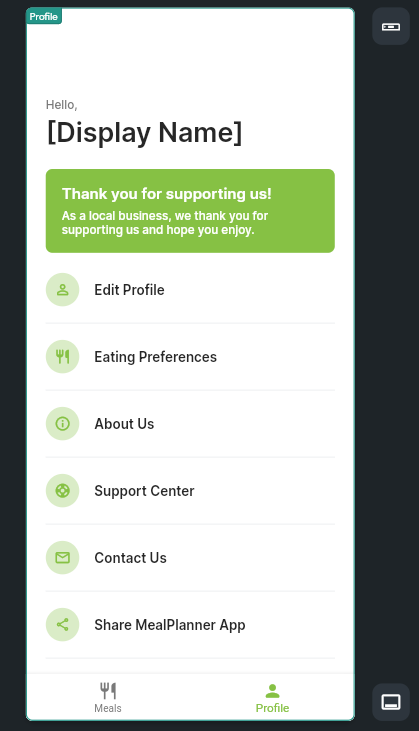 Profile
Hello,
[Display Name]
Thank you for supporting us!
As a local business, we thank you for
supporting us and hope you enjoy.
Edit Profile
Eating Preferences
About Us
Support Center
Contact Us
Share MealPlanner App
Meals
Profile